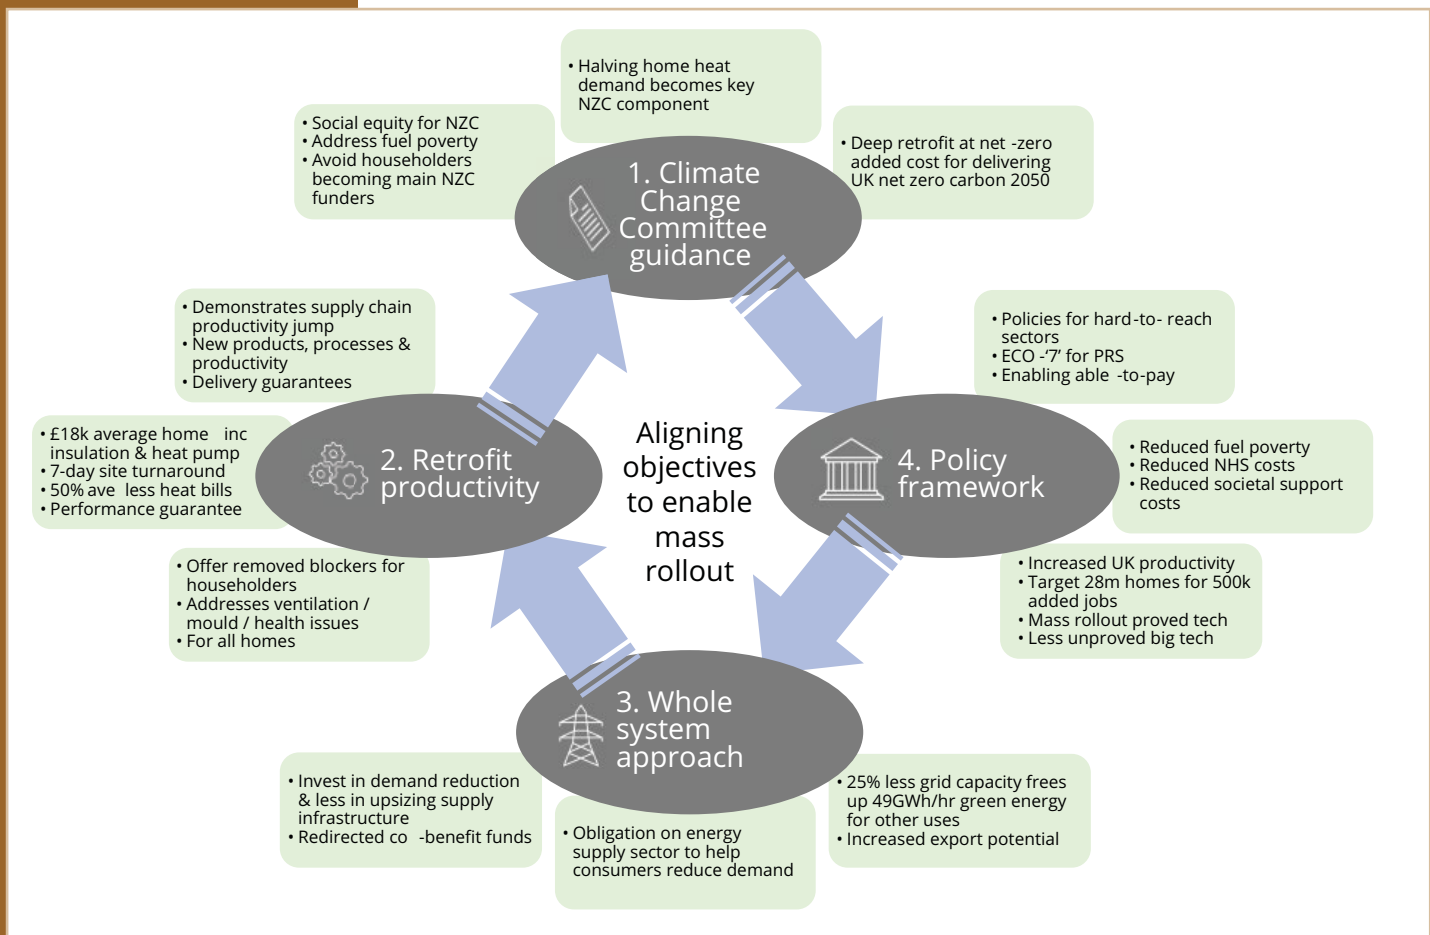 • Halving home heat
demand becomes key
NZC component
• Social equity for NZC
• Address fuel poverty
• Avoid householders
becoming main NZC
funders
• Deep retrofit at net -zero
added cost for delivering
UK net zero carbon 2050
1. Climate
Change
Committee
guidance
• Demonstrates supply chain
productivity jump
• New products, processes &
productivity
• Delivery guarantees
• £18k average home inc
insulation & heat pump
• 7-day site turnaround
• 50% ave less heat bills
• Performance guarantee
• Offer removed blockers for
householders
• Addresses ventilation /
mould / health issues
• For all homes
2. Retrofit
productivity
Aligning
objectives
to enable
mass
rollout
• Policies for hard-to- reach
sectors
• ECO -‘7’ for PRS
• Enabling able -to-pay
4. Policy
framework
• Reduced fuel poverty
• Reduced NHS costs
• Reduced societal support
costs
• Increased UK productivity
• Target 28m homes for 500k
added jobs
• Mass rollout proved tech
• Less unproved big tech
3. Whole
system
approach
• Invest in demand reduction
& less in upsizing supply
infrastructure
• Redirected co -benefit funds
• Obligation on energy
supply sector to help
consumers reduce demand
• 25% less grid capacity frees
up 49GWh/hr green energy
for other uses
• Increased export potential